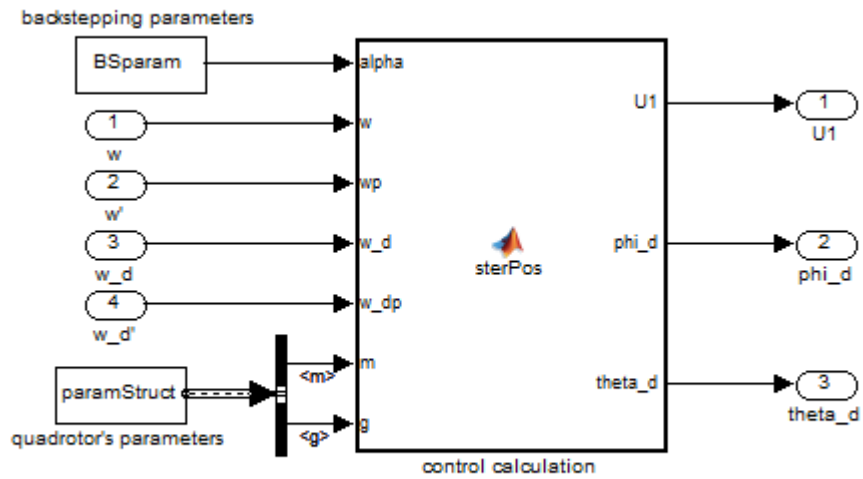 backstepping parameters
BSparam
alpha
1
w
w
2
w'
wp
3
w_d
w_d
4
w_d'
w_dp
paramStruct
quadrotor's parameters
<m>
m
<g>
g
sterPos
U1
1
U1
phi_d
2
phi_d
theta_d
3
theta_d
control calculation